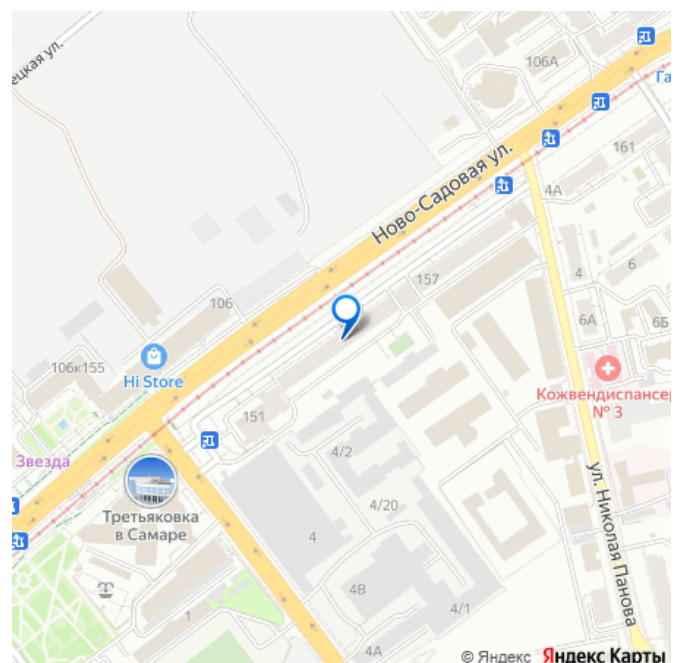 ецкая ул.
106А
Га
161
Ново-Садовая ул.
4А
157
6
4
106
6А
6Б
Hi Store
106к155
Кожвендиспансер
№ 3
151
4/2
Звезда
4/20
Третьяковка
в Самаре
4
ул. Николая Панова
4В
4/1
1
4А
© Яндекс Яндекс Карты